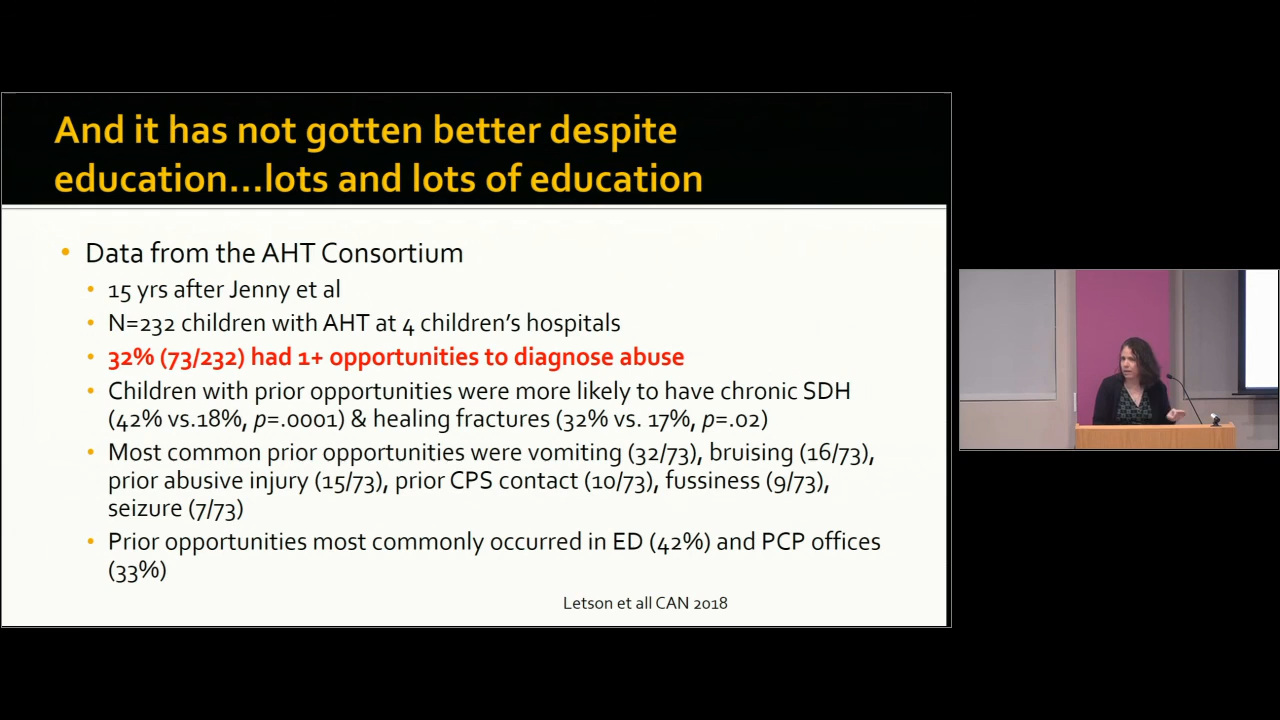 And it has not gotten better despite
education...lots and lots of education
• Data from the AHT Consortium
• 15 yrs after Jenny et al
• N=232 children with AHT at 4 children's hospitals
• 32% (73/232) had 1+ opportunities to diagnose abuse
• Children with prior opportunities were more likely to have chronic SDH
(42% vs.18%, p=.0001) & healing fractures (32% vs. 17%, p=.02)
• Most common prior opportunities were vomiting (32/73), bruising (16/73),
prior abusive injury (15/73), prior CPS contact (10/73), fussiness (9/73),
seizure (7/73)
• Prior opportunities most commonly occurred in ED (42%) and PCP offices
(33%)
Letson et all CAN 2018